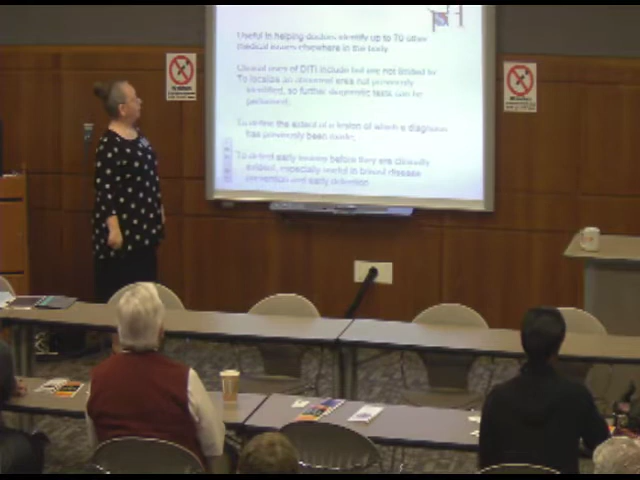 Useful in helping doctors identify up to 70 other
medical issues elsewhere in the body
Clinical uses of DITI include but are not limited to:
To localize an abnormal area not previously
identified, so further diagnostic tests can be
performed.
To define the extent of a lesion of which a diagnosis
has previously been made.
To detect early lesions before they are clinically
evident, especially useful in breast disease
prevention and early detection